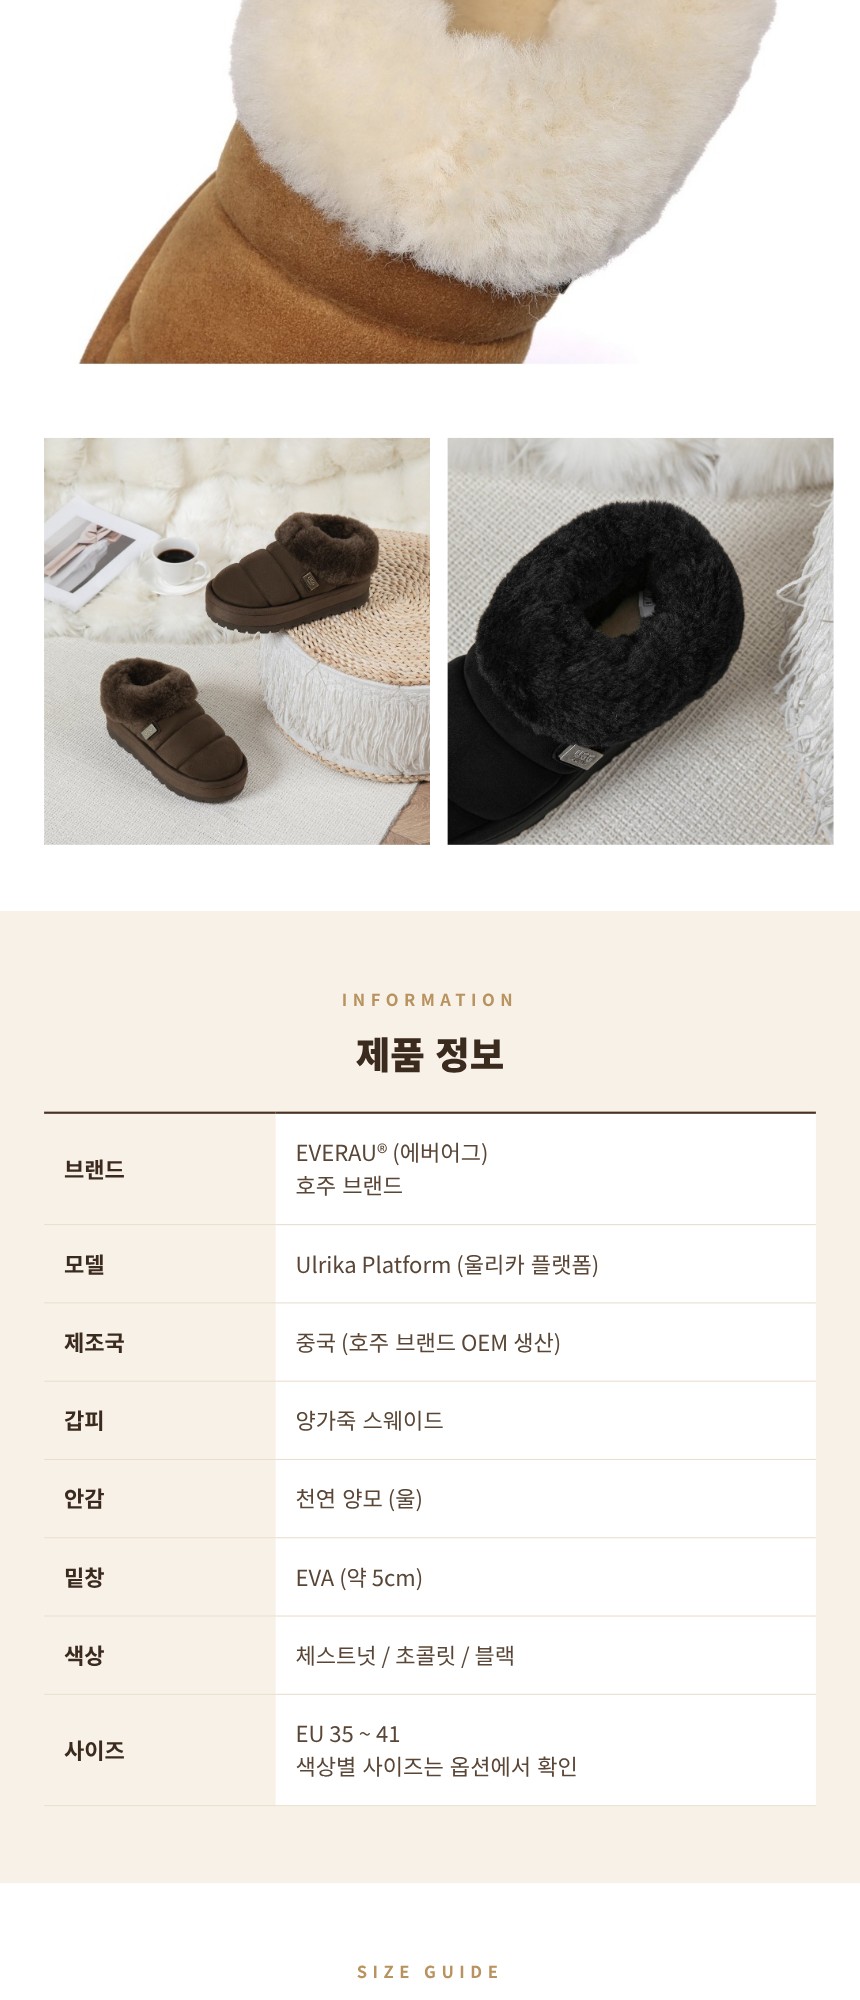 INFORMATION
제품 정보
브랜드
EVERAU® (에버어그)
호주 브랜드
모델
Ulrika Platform (울리카 플랫폼)
제조국
중국 (호주 브랜드 OEM 생산)
갑피
양가죽 스웨이드
안감
천연 양모 (울)
밑창
EVA (약 5cm)
색상
체스트넛 / 초콜릿 / 블랙
사이즈
EU 35 ~ 41
색상별 사이즈는 옵션에서 확인
SIZE GUIDE